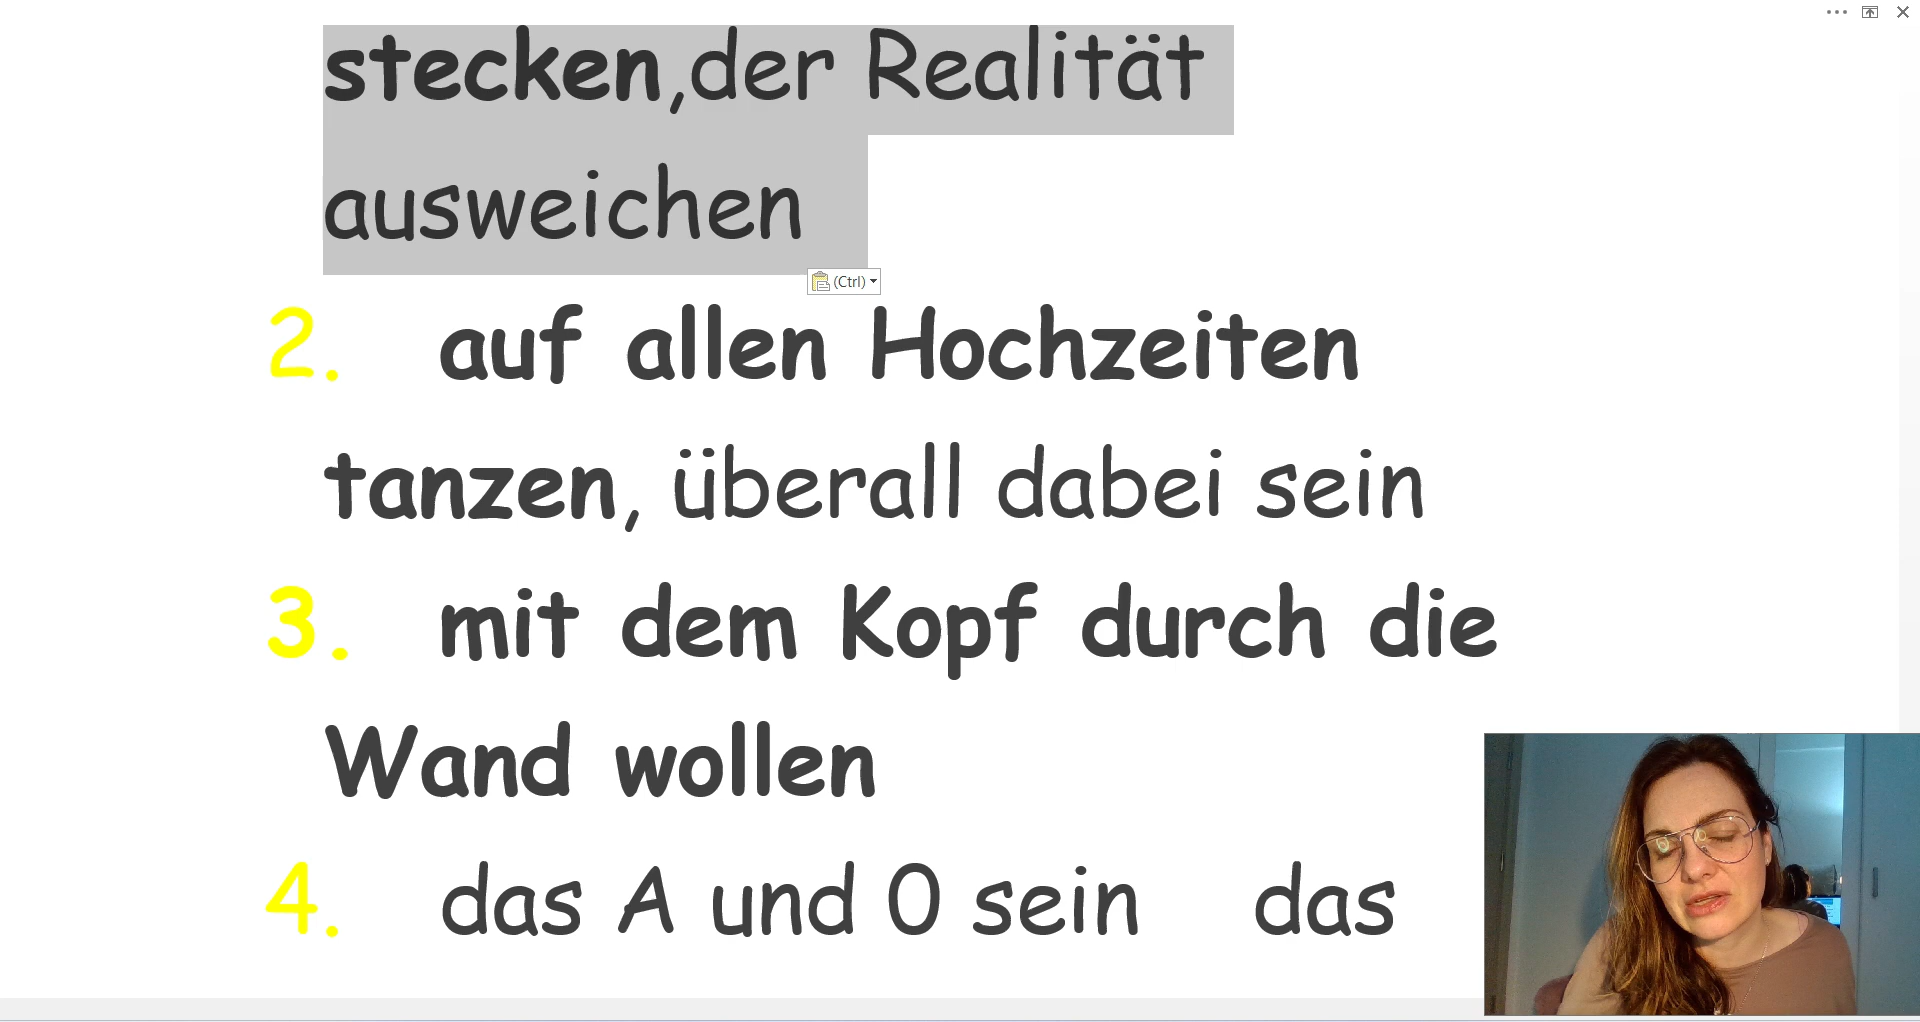 stecken,der Realität
ausweichen
(Ctrl)
2. auf allen Hochzeiten
tanzen, überall dabei sein
3. mit dem Kopf durch die
Wand wollen
4. das A und O sein das